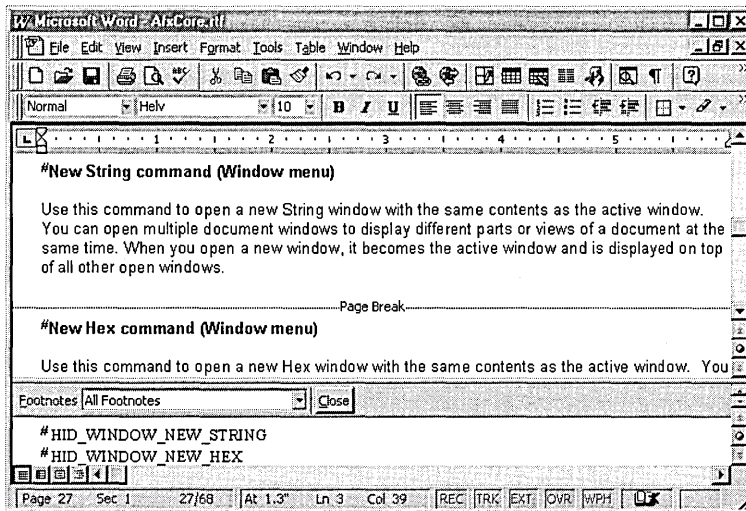 Microsoft Word - AfxCore.rtf
File Edit View Insert Format Tools Table Window Help
Normal Helv 10 B I U
1 2 3 4 5
#New String command (Window menu)
Use this command to open a new String window with the same contents as the active window.
You can open multiple document windows to display different parts or views of a document at the
same time. When you open a new window, it becomes the active window and is displayed on top
of all other open windows.
Page Break
#New Hex command (Window menu)
Use this command to open a new Hex window with the same contents as the active window. You
Footnotes All Footnotes Close
#HID_WINDOW_NEW_STRING
#HID_WINDOW_NEW_HEX
Page 27 Sec 1 27/68 At 1.3" Ln 3 Col 39 REC TRK EXT OVR WPH